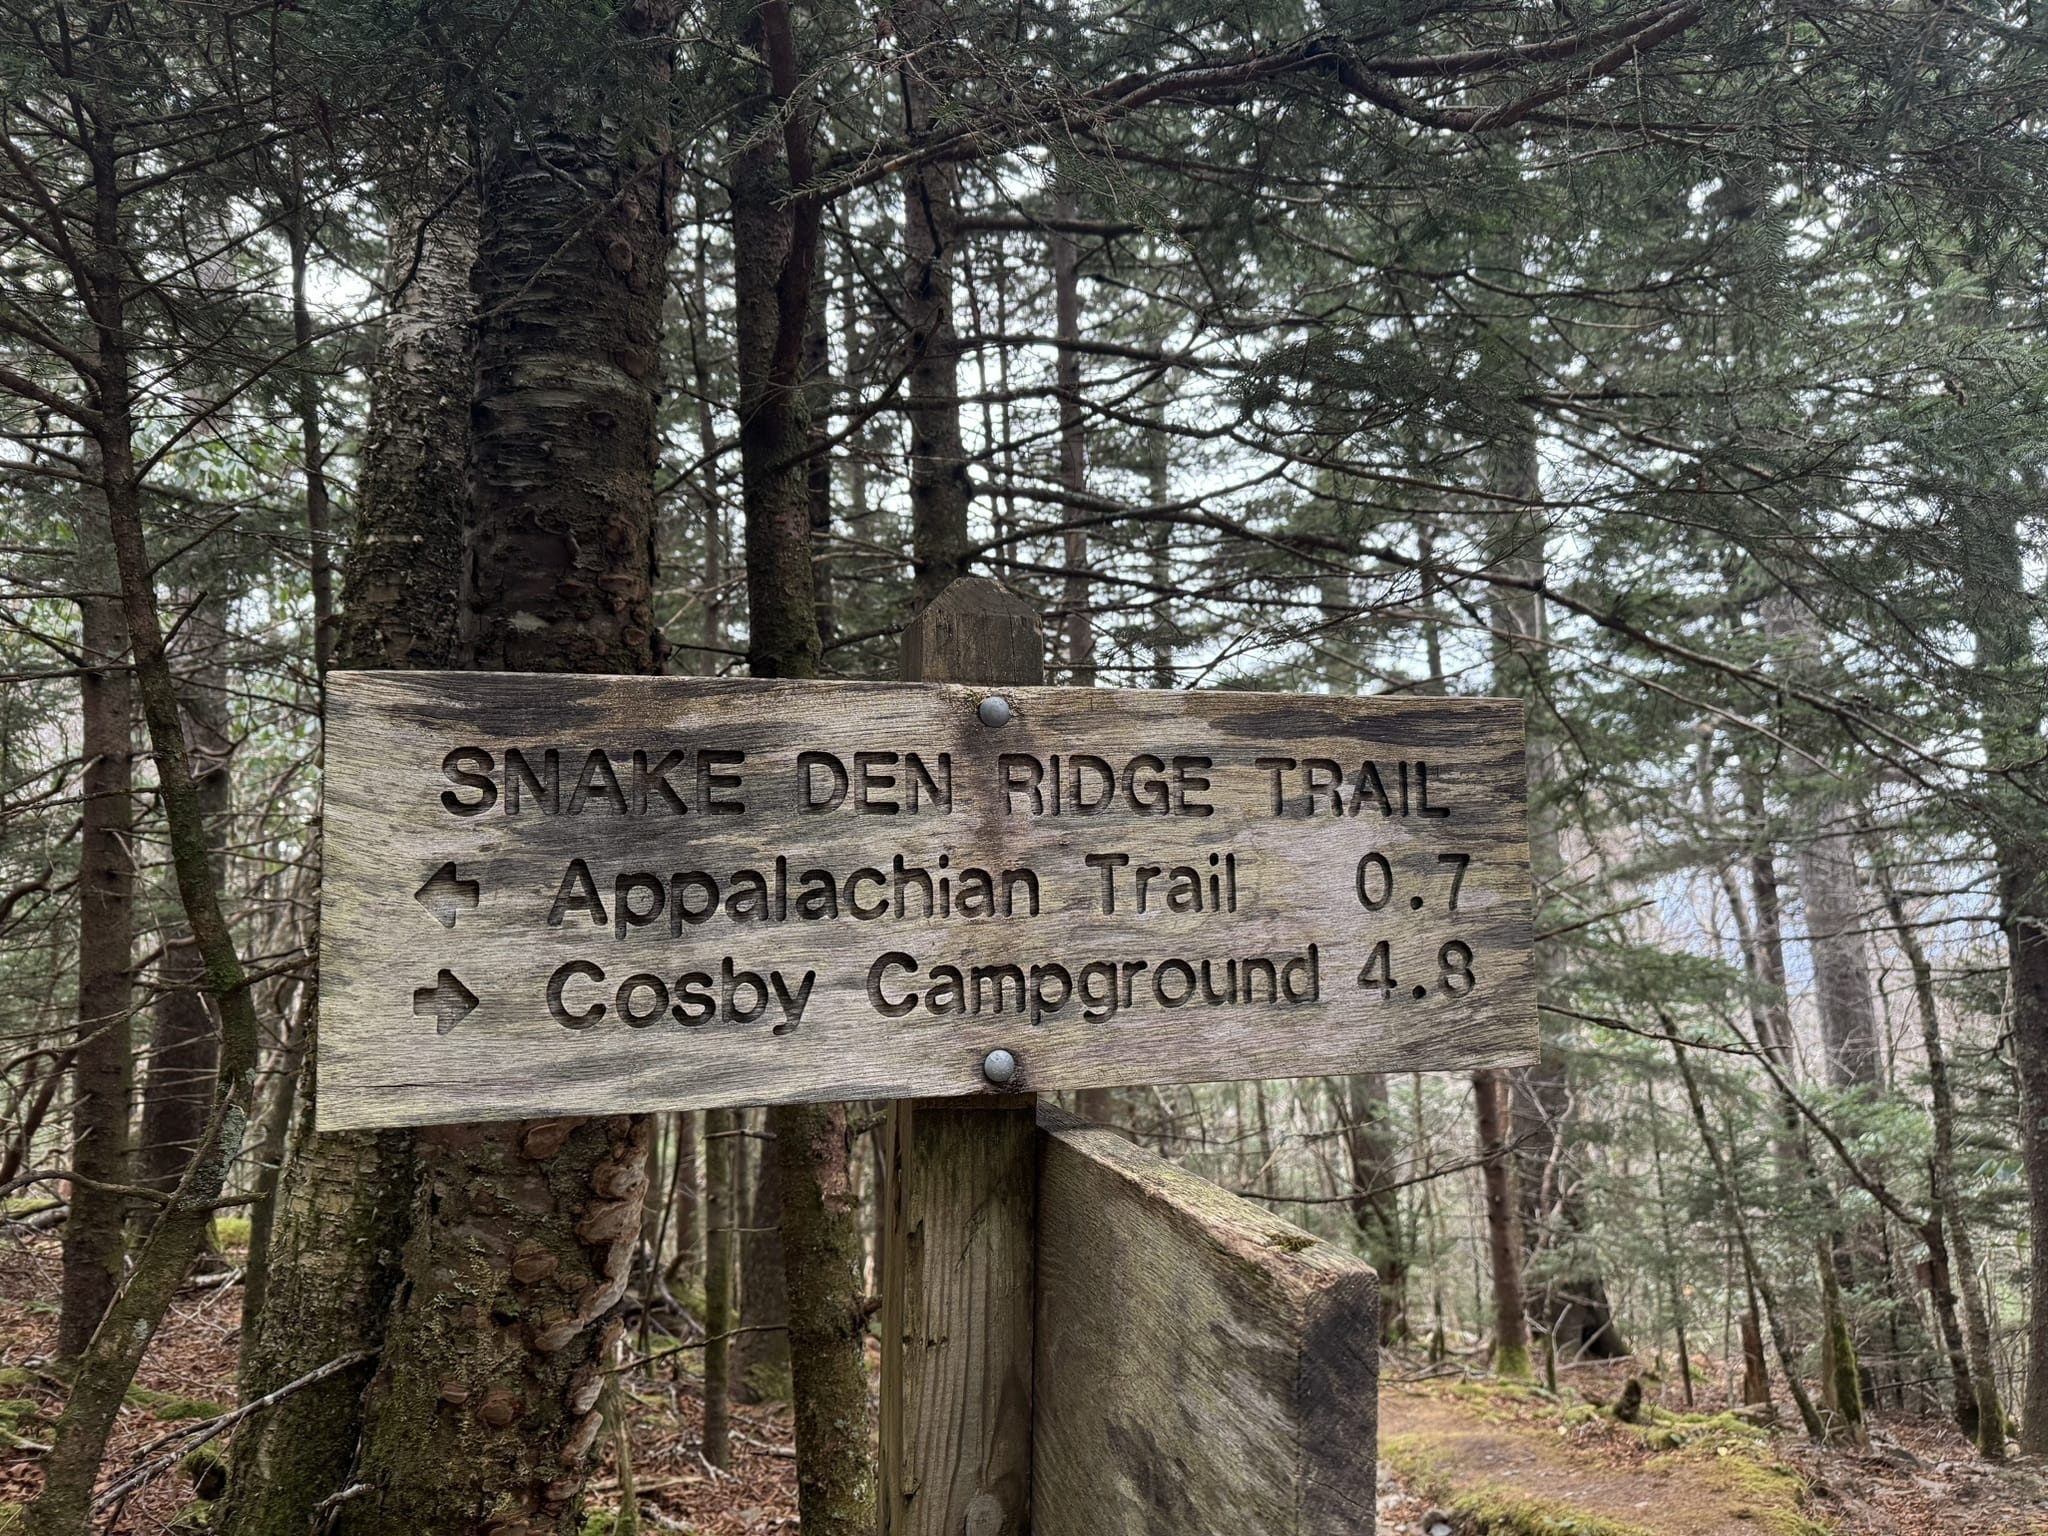 SNAKE DEN RIDGE TRAIL
← Appalachian Trail 0.7
→ Cosby Campground 4.8